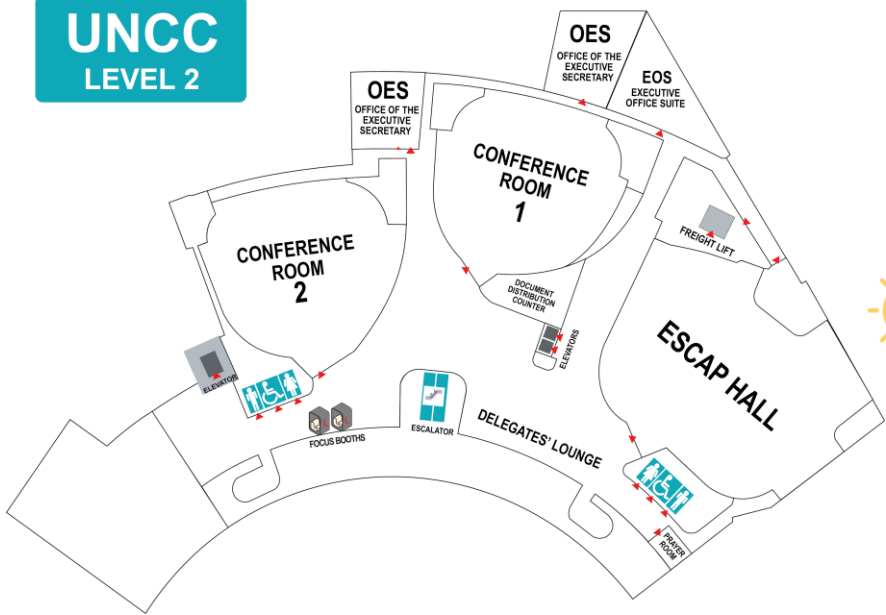 UNCC
LEVEL 2
OES
OFFICE OF THE
EXECUTIVE
SECRETARY
EOS
EXECUTIVE
OFFICE SUITE
OES
OFFICE OF THE
EXECUTIVE
SECRETARY
CONFERENCE
ROOM
1
CONFERENCE
ROOM
2
FREIGHT LIFT
DOCUMENT
DISTRIBUTION
COUNTER
ELEVATORS
ESCAP HALL
ELEVATOR
FOCUS BOOTHS
ESCALATOR
DELEGATES' LOUNGE
PRAYER
ROOM